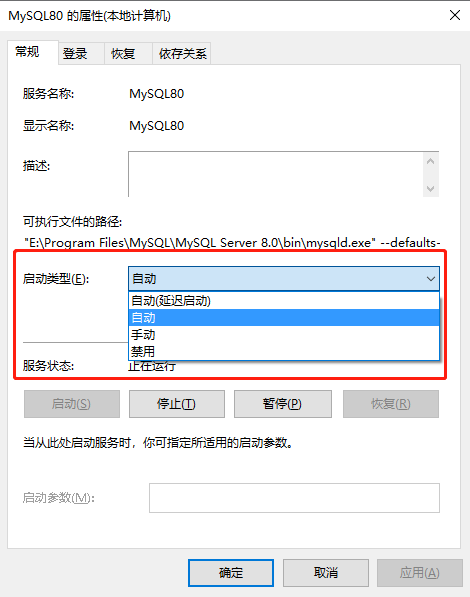 MySQL80 的属性(本地计算机)
常规 登录 恢复 依存关系
服务名称: MySQL80
显示名称: MySQL80
描述:
可执行文件的路径:
"E:\Program Files\MySQL\MySQL Server 8.0\bin\mysqld.exe" --defaults-
启动类型(E): 自动
自动(延迟启动)
自动
手动
禁用
服务状态: 正在运行
启动(S) 停止(T) 暂停(P) 恢复(R)
当从此处启动服务时，你可指定所适用的启动参数。
启动参数(M):
确定 取消 应用(A)